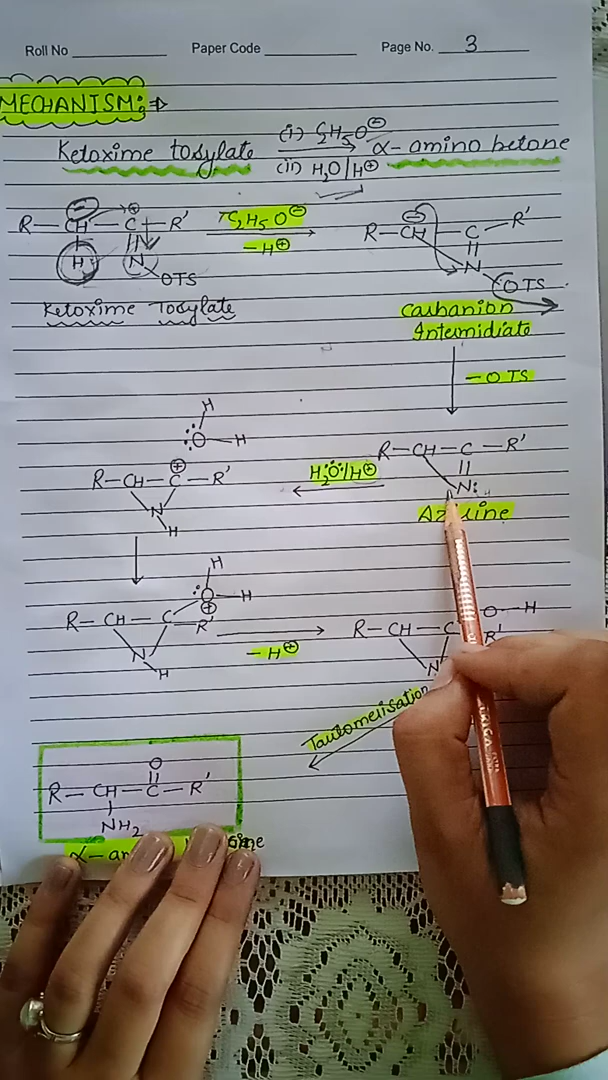 Roll No Paper Code Page No. 3
MECHANISM:⇒
Ketoxime tosylate (i) C2H5O⊖ (ii) H2O/H⊕ → α-amino ketone
R—CH—C—R' C2H5O⊖ −H⊕ → R—CH—C—R'
H N OTS N OTS
Ketoxime Tosylate Carbanion
Intermidiate
−OTS
H
:O—H
R—CH—C—R' H2O/H⊕ ← R—CH—C—R'
N H N:
H
:O—H
R—CH—C—R' −H⊕ → R—CH—C O—H R'
N H N
Tautomerisation
O
R—CH—C—R'
NH2